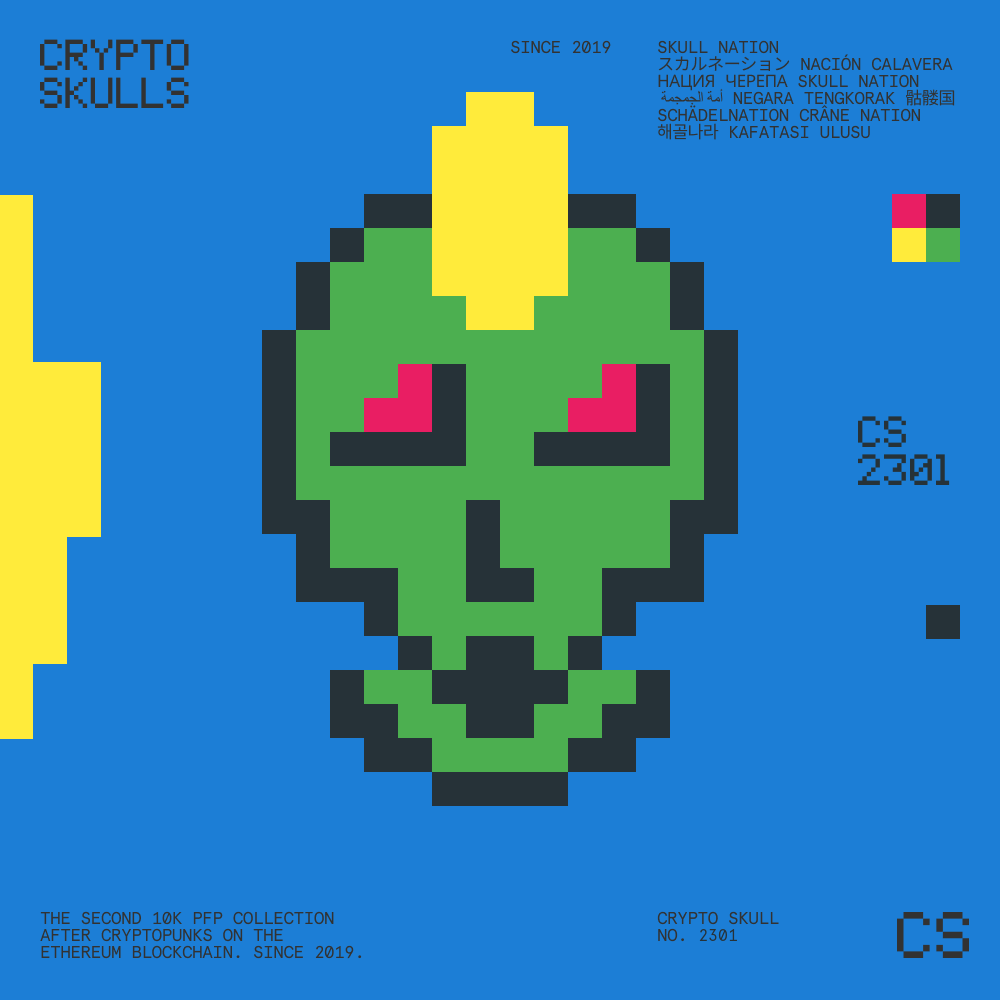 CRYPTO
SKULLS
SINCE 2019
SKULL NATION
スカルネーション NACIÓN CALAVERA
НАЦИЯ ЧЕРЕПА SKULL NATION
أمة الجمجمة NEGARA TENGKORAK 骷髅国
SCHÄDELNATION CRÂNE NATION
해골나라 KAFATASI ULUSU
CS
2301
THE SECOND 10K PFP COLLECTION
AFTER CRYPTOPUNKS ON THE
ETHEREUM BLOCKCHAIN. SINCE 2019.
CRYPTO SKULL
NO. 2301
CS